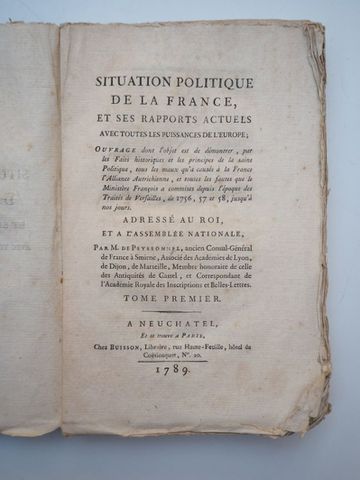 SITUATION POLITIQUE
DE LA FRANCE,
ET SES RAPPORTS ACTUELS
AVEC TOUTES LES PUISSANCES DE L'EUROPE;
OUVRAGE dont l'objet est de démontrer, par
les Faits historiques et les principes de la saine
Politique, tous les maux qu'a causés à la France
l'Alliance Autrichienne, et toutes les fautes que le
Ministère François a commises depuis l'époque des
Traités de Versailles, de 1756, 57 et 58, jusqu'à
nos jours.
ADRESSÉ AU ROI,
ET A L'ASSEMBLÉE NATIONALE,
PAR M. DE PEYSSONNEL, ancien Consul-Général
de France à Smirne, Associé des Académies de Lyon,
de Dijon, de Marseille, Membre honoraire de celle
des Antiquités de Cassel, et Correspondant de
l'Académie Royale des Inscriptions et Belles-Lettres.
TOME PREMIER.
A NEUCHATEL,
Et se trouve A PARIS,
Chez BUISSON, Libraire, rue Haute-Feuille, hôtel de
Coëtlosquet, N°. 20.
1789.